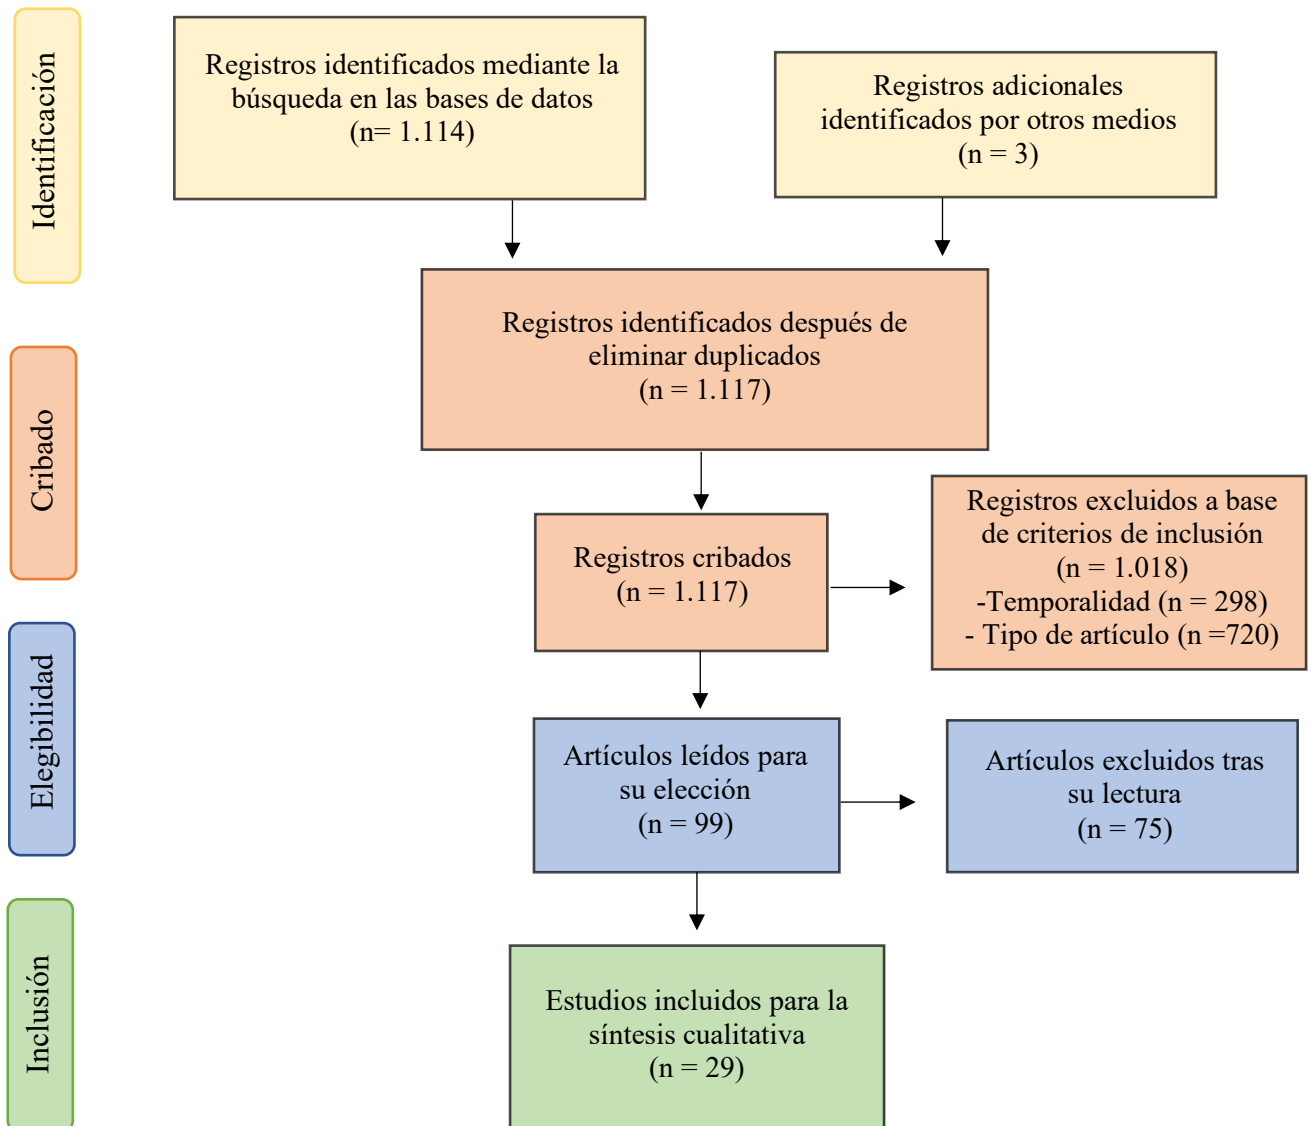 Identificación
Registros identificados mediante la
búsqueda en las bases de datos
(n= 1.114)
Registros adicionales
identificados por otros medios
(n = 3)
Cribado
Registros identificados después de
eliminar duplicados
(n = 1.117)
Registros cribados
(n = 1.117)
Registros excluidos a base
de criterios de inclusión
(n = 1.018)
-Temporalidad (n = 298)
- Tipo de artículo (n =720)
Elegibilidad
Artículos leídos para
su elección
(n = 99)
Artículos excluidos tras
su lectura
(n = 75)
Inclusión
Estudios incluidos para la
síntesis cualitativa
(n = 29)